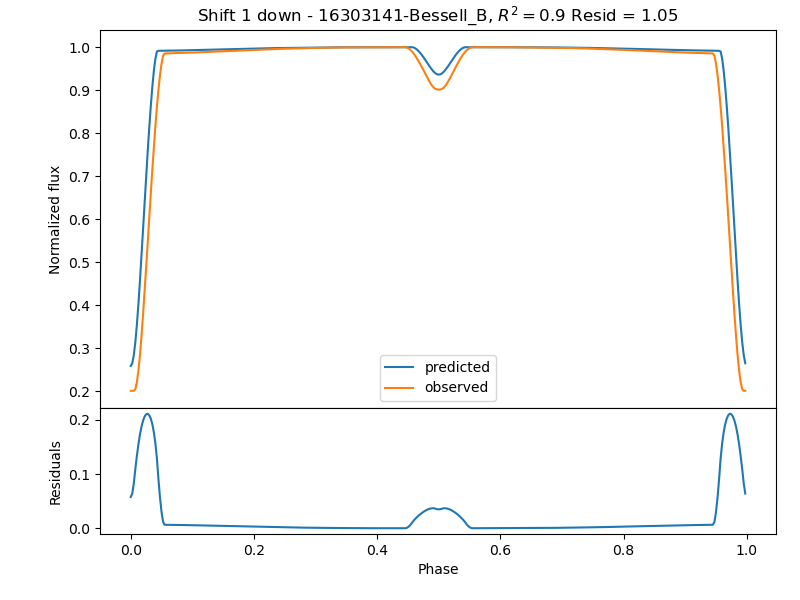 Shift 1 down - 16303141-Bessell_B, R² = 0.9 Resid = 1.05
1.0
0.9
0.8
0.7
0.6
0.5
0.4
0.3
0.2
Normalized flux
predicted
observed
0.2
0.1
0.0
Residuals
0.0 0.2 0.4 0.6 0.8 1.0
Phase